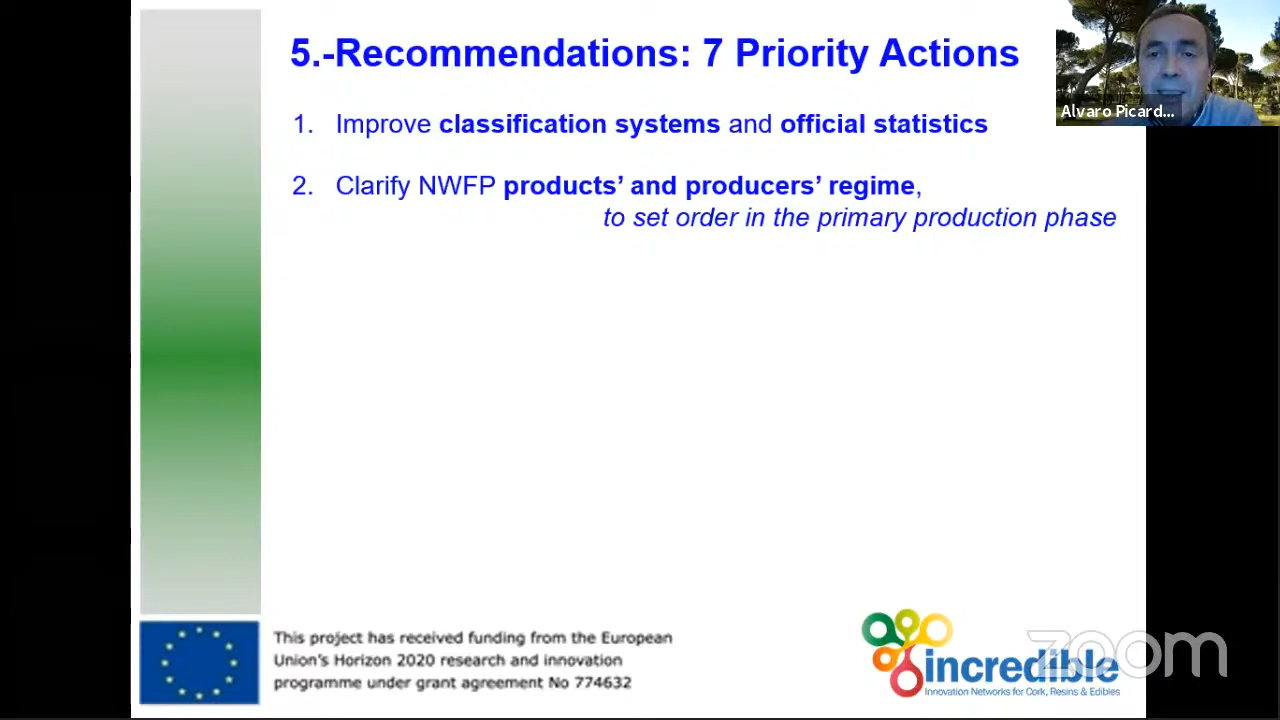 5.-Recommendations: 7 Priority Actions
Alvaro Picard...
1. Improve classification systems and official statistics
2. Clarify NWFP products’ and producers’ regime,
to set order in the primary production phase
This project has received funding from the European
Union’s Horizon 2020 research and innovation
programme under grant agreement No 774632
incredible
Innovation Networks for Cork, Resins & Edibles
zoom